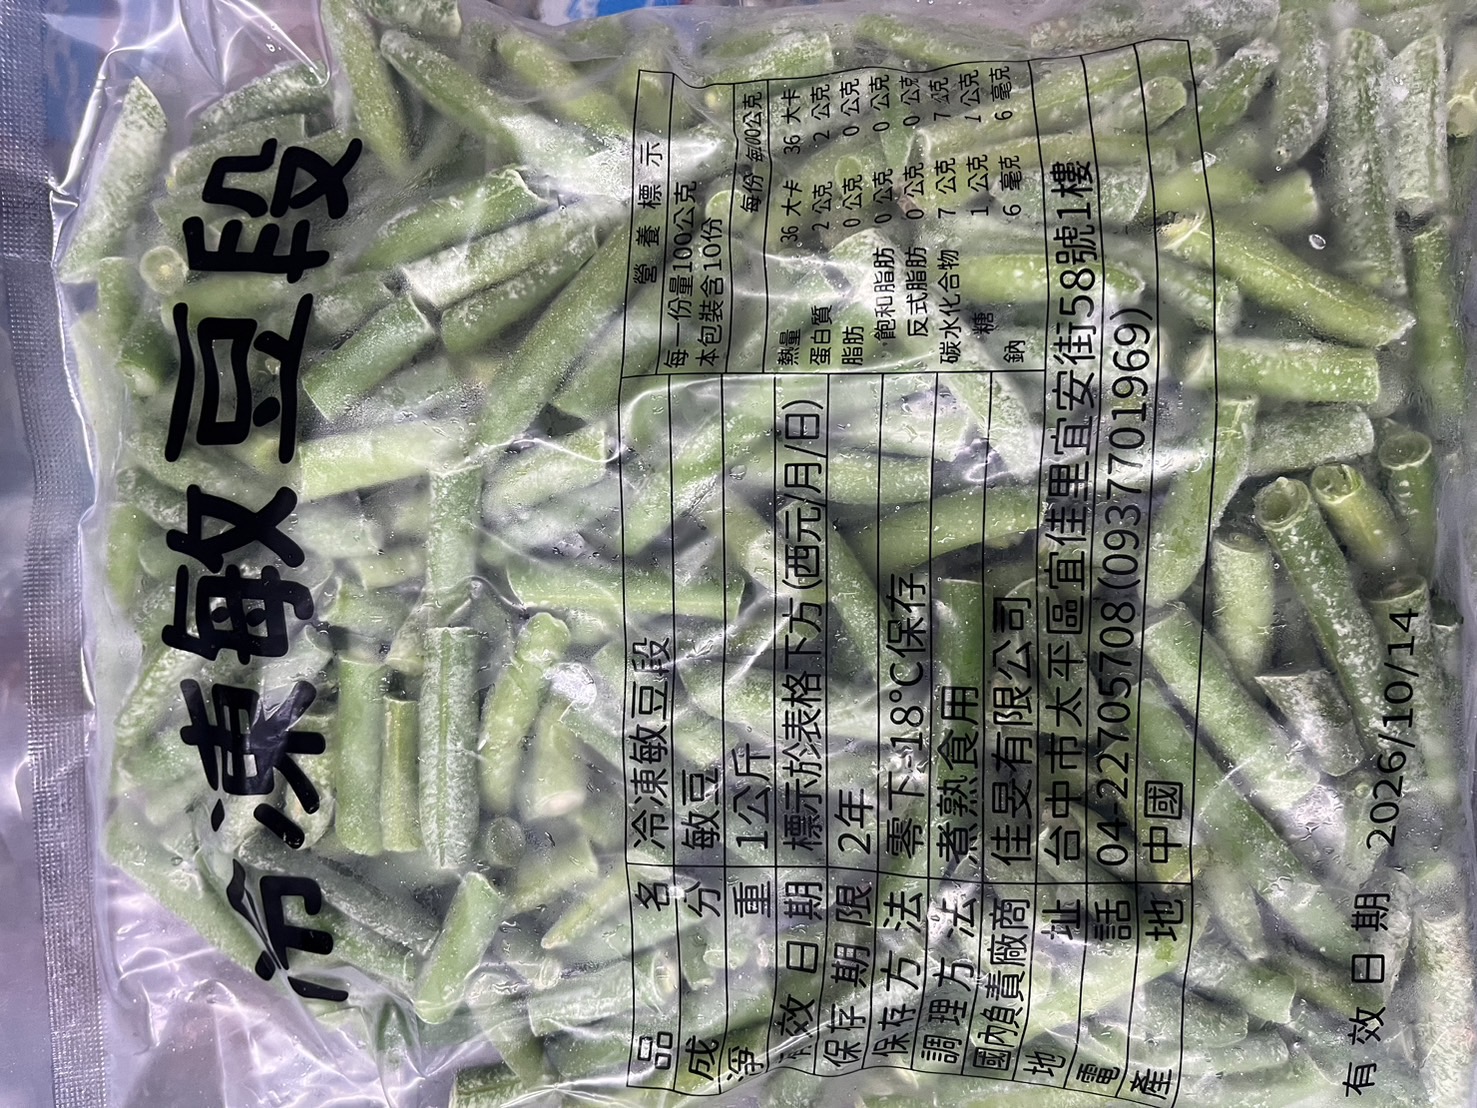 冷凍敏豆段
品名 冷凍敏豆段
成分 敏豆
淨重 1公斤
有效日期 標示於表格下方(西元/月/日)
保存期限 2年
保存方法 零下-18°C保存
調理方法 煮熟食用
國內負責廠商 佳旻有限公司
地址 台中市太平區宜佳里宜安街58號1樓
電話 04-22705708(0937701969)
產地 中國
營養標示
每一份量100公克
本包裝含10份
每份 每100公克
熱量 36 大卡 36 大卡
蛋白質 2 公克 2 公克
脂肪 0 公克 0 公克
飽和脂肪 0 公克 0 公克
反式脂肪 0 公克 0 公克
碳水化合物 7 公克 7 公克
糖 1 公克 1 公克
鈉 6 毫克 6 毫克
有效日期 2026/10/14